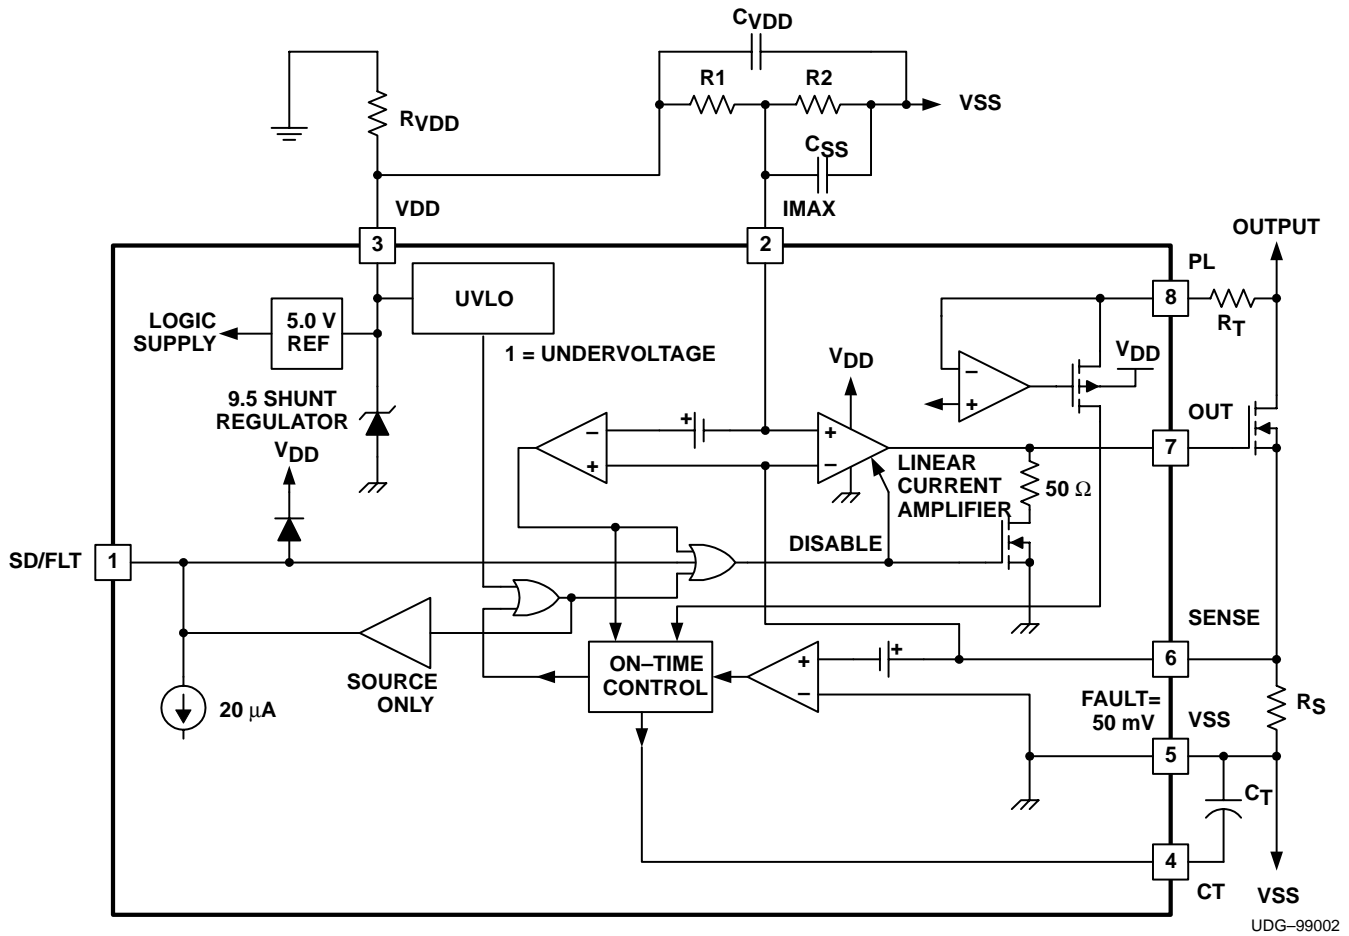 CVDD
R1
R2
VSS
RVDD
CSS
VDD
IMAX
3
2
OUTPUT
PL
8
RT
UVLO
5.0 V
REF
LOGIC
SUPPLY
1 = UNDERVOLTAGE
VDD
VDD
9.5 SHUNT
REGULATOR
VDD
+
−
+
+
−
−
+
OUT
7
LINEAR
CURRENT
AMPLIFIER
50 Ω
DISABLE
SD/FLT
1
SENSE
6
ON–TIME
CONTROL
+
−
+
SOURCE
ONLY
20 μA
FAULT=
50 mV
VSS
5
RS
CT
4
CT
VSS
UDG–99002